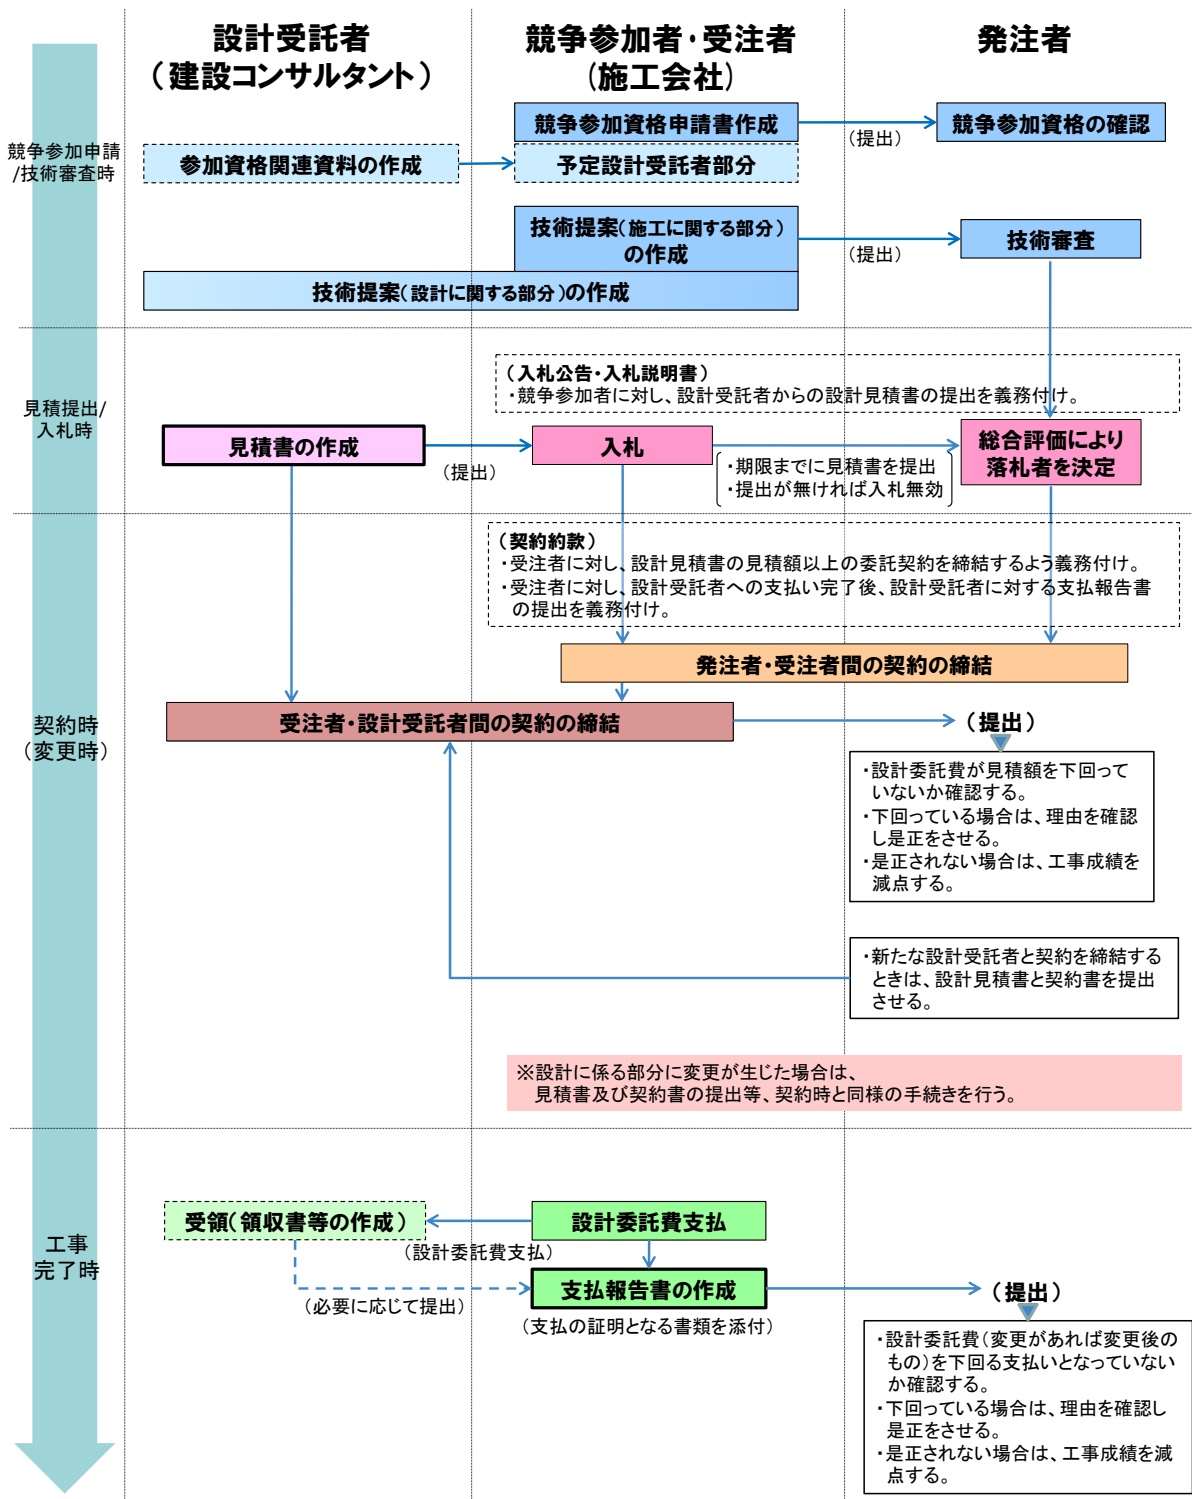 設計受託者
（建設コンサルタント）
競争参加者・受注者
(施工会社)
発注者
競争参加申請
/技術審査時
競争参加資格申請書作成
（提出）
競争参加資格の確認
参加資格関連資料の作成
予定設計受託者部分
技術提案（施工に関する部分）
の作成
（提出）
技術審査
技術提案（設計に関する部分）の作成
見積提出/
入札時
（入札公告・入札説明書）
・競争参加者に対し、設計受託者からの設計見積書の提出を義務付け。
見積書の作成
（提出）
入札
・期限までに見積書を提出
・提出が無ければ入札無効
総合評価により
落札者を決定
契約時
（変更時）
（契約約款）
・受注者に対し、設計見積書の見積額以上の委託契約を締結するよう義務付け。
・受注者に対し、設計受託者への支払い完了後、設計受託者に対する支払報告書
の提出を義務付け。
発注者・受注者間の契約の締結
受注者・設計受託者間の契約の締結
（提出）
・設計委託費が見積額を下回って
いないか確認する。
・下回っている場合は、理由を確認
し是正をさせる。
・是正されない場合は、工事成績を
減点する。
・新たな設計受託者と契約を締結する
ときは、設計見積書と契約書を提出
させる。
※設計に係る部分に変更が生じた場合は、
見積書及び契約書の提出等、契約時と同様の手続きを行う。
工事
完了時
受領（領収書等の作成）
設計委託費支払
（設計委託費支払）
支払報告書の作成
（必要に応じて提出）
（支払の証明となる書類を添付）
（提出）
・設計委託費（変更があれば変更後の
もの）を下回る支払いとなっていない
か確認する。
・下回っている場合は、理由を確認し
是正をさせる。
・是正されない場合は、工事成績を減
点する。